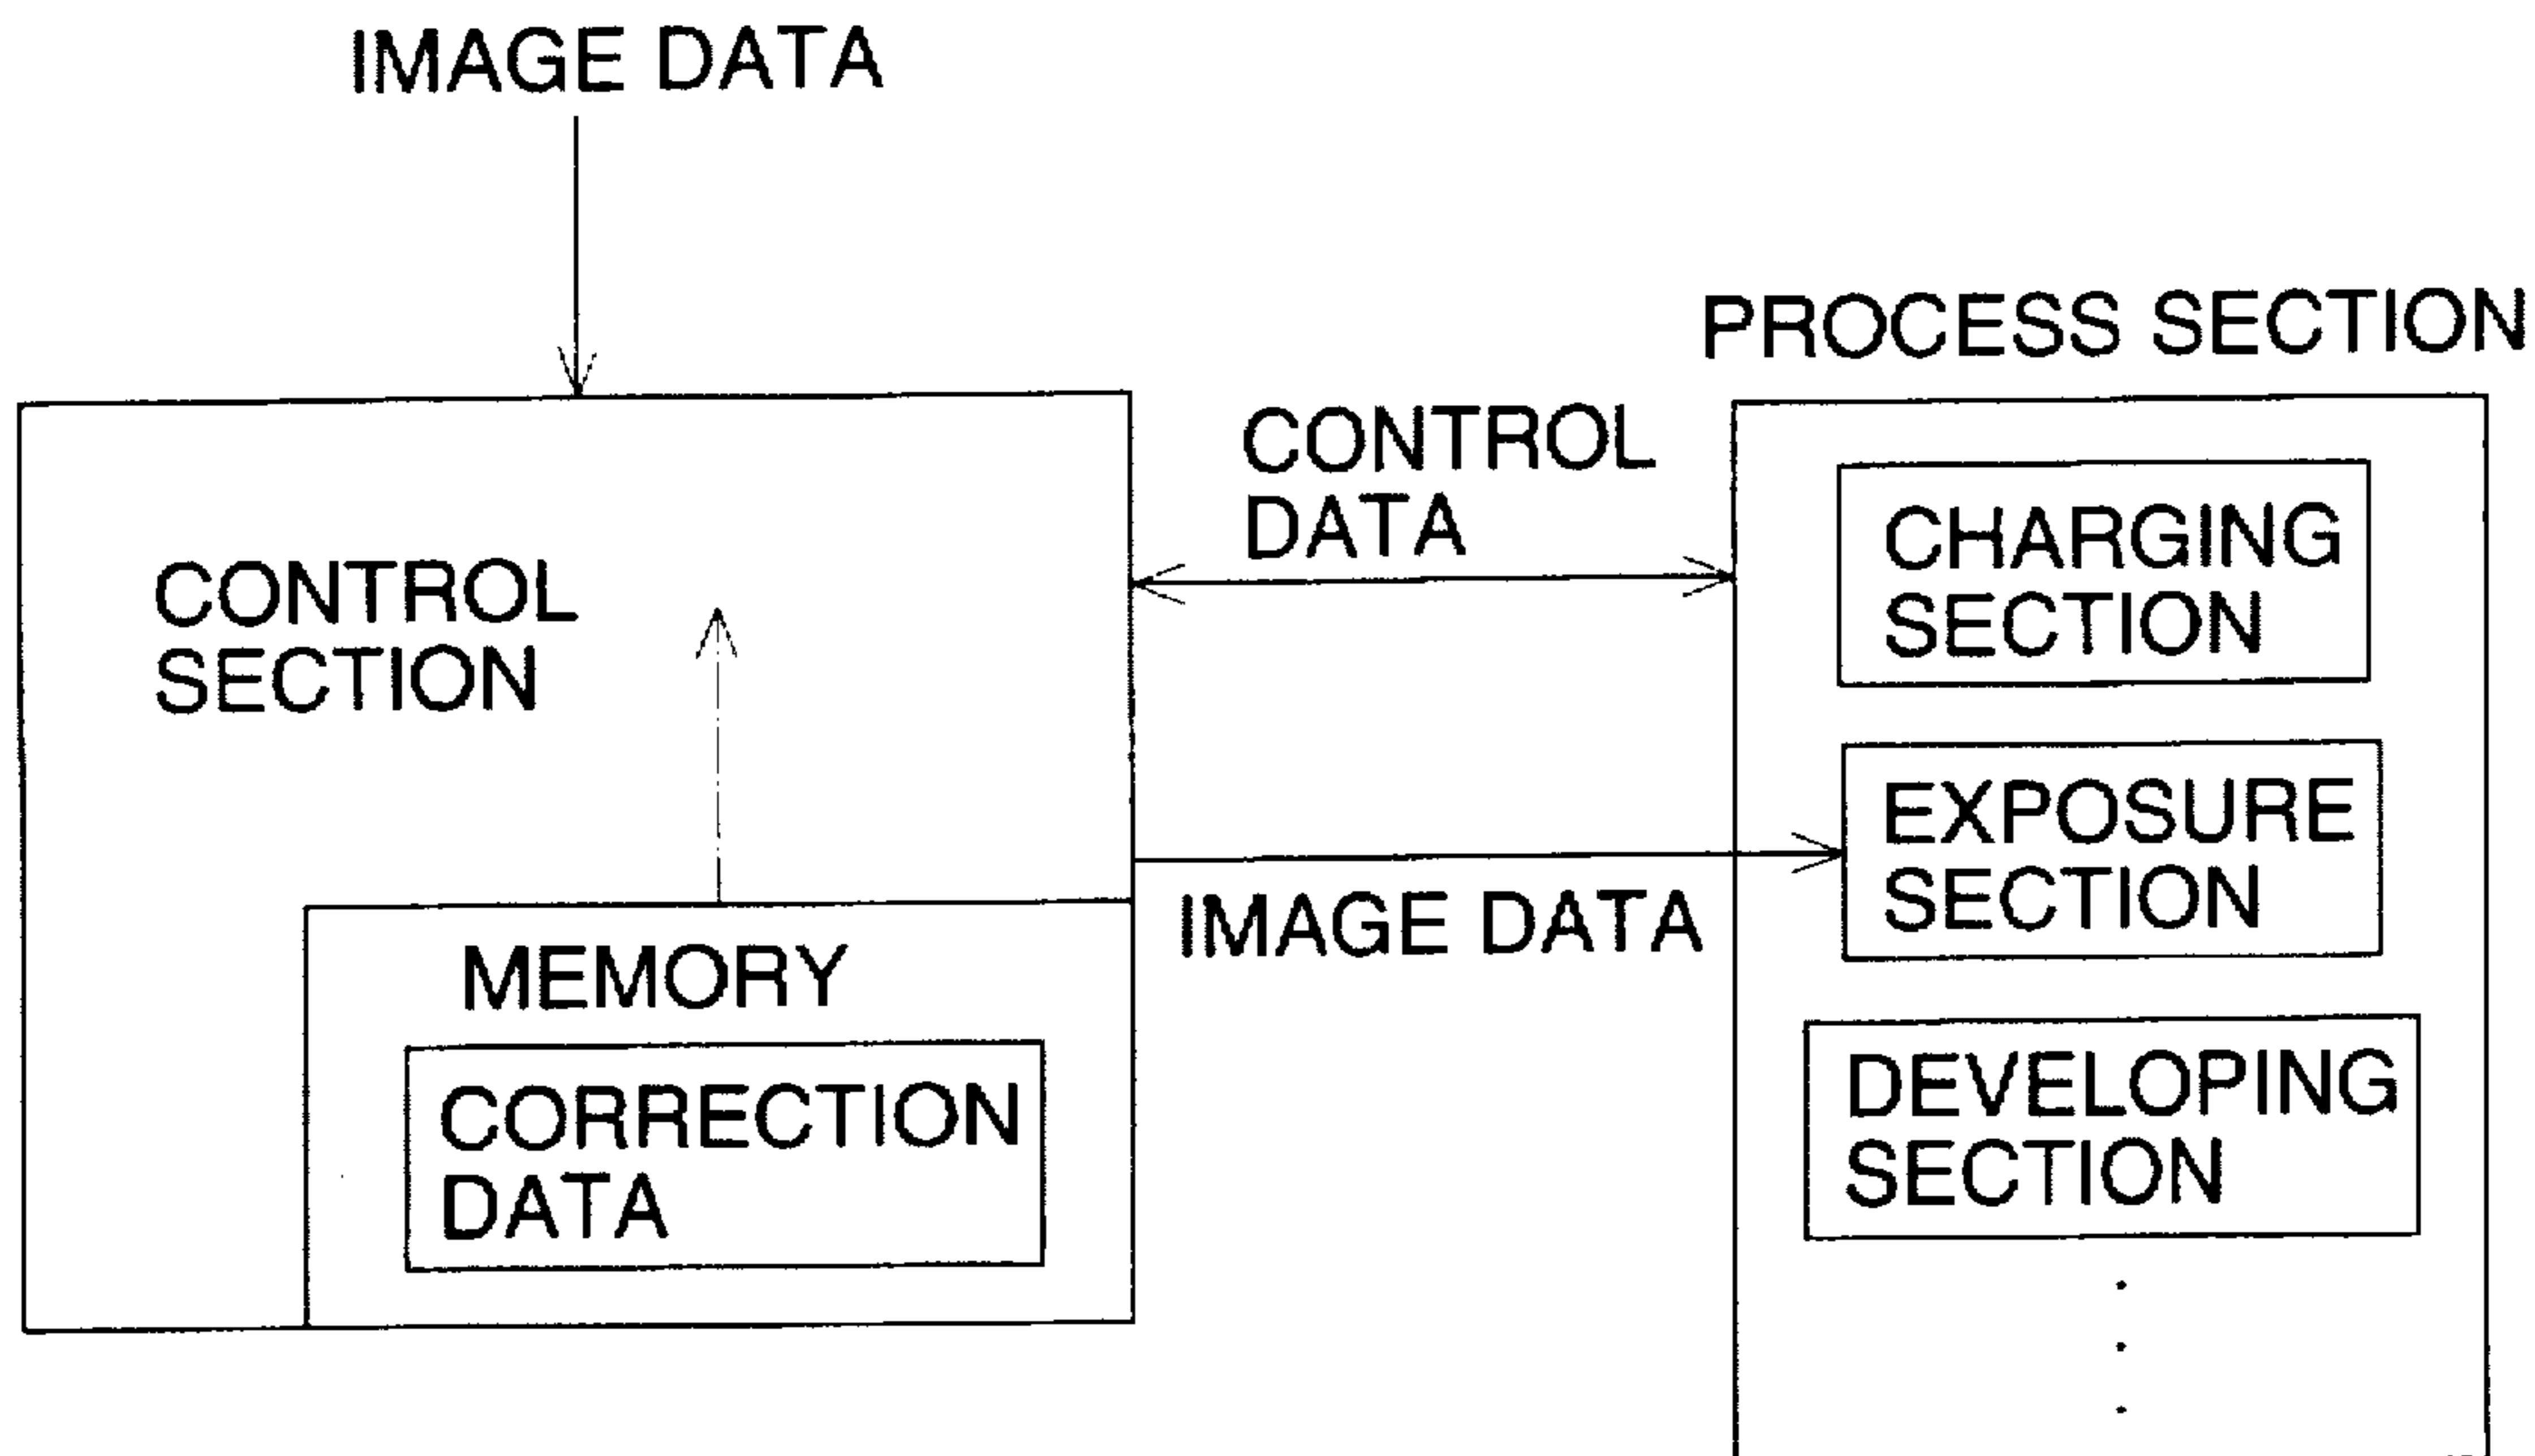 IMAGE DATA
PROCESS SECTION
CONTROL
DATA
CHARGING
SECTION
CONTROL
SECTION
EXPOSURE
SECTION
IMAGE DATA
MEMORY
CORRECTION
DATA
DEVELOPING
SECTION